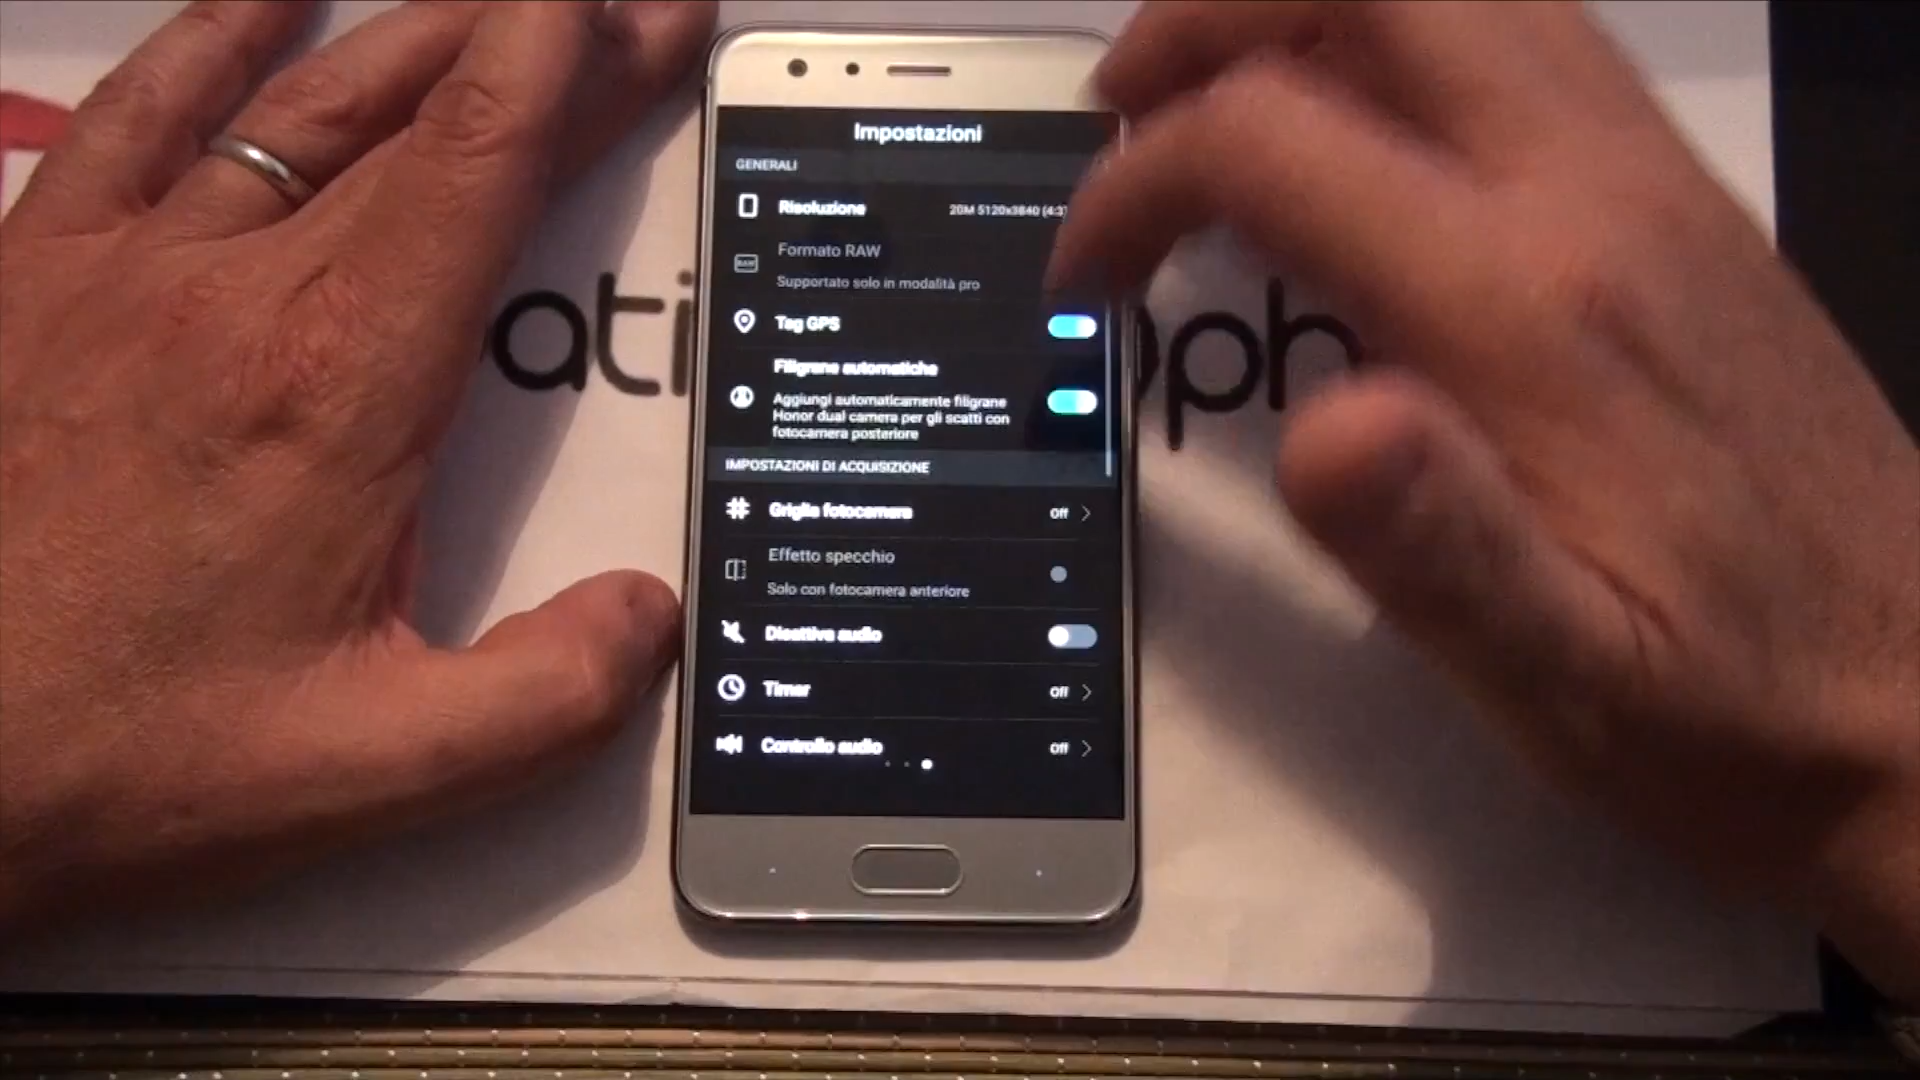 Impostazioni
GENERALI
Risoluzione 20M 5120x3840 (4:3)
Formato RAW
RAW
Supportato solo in modalità pro
Tag GPS
Filigrane automatiche
Aggiungi automaticamente filigrane
Honor dual camera per gli scatti con
fotocamera posteriore
IMPOSTAZIONI DI ACQUISIZIONE
Griglia fotocamera Off
Effetto specchio
Solo con fotocamera anteriore
Disattiva audio
Timer Off
Controllo audio Off